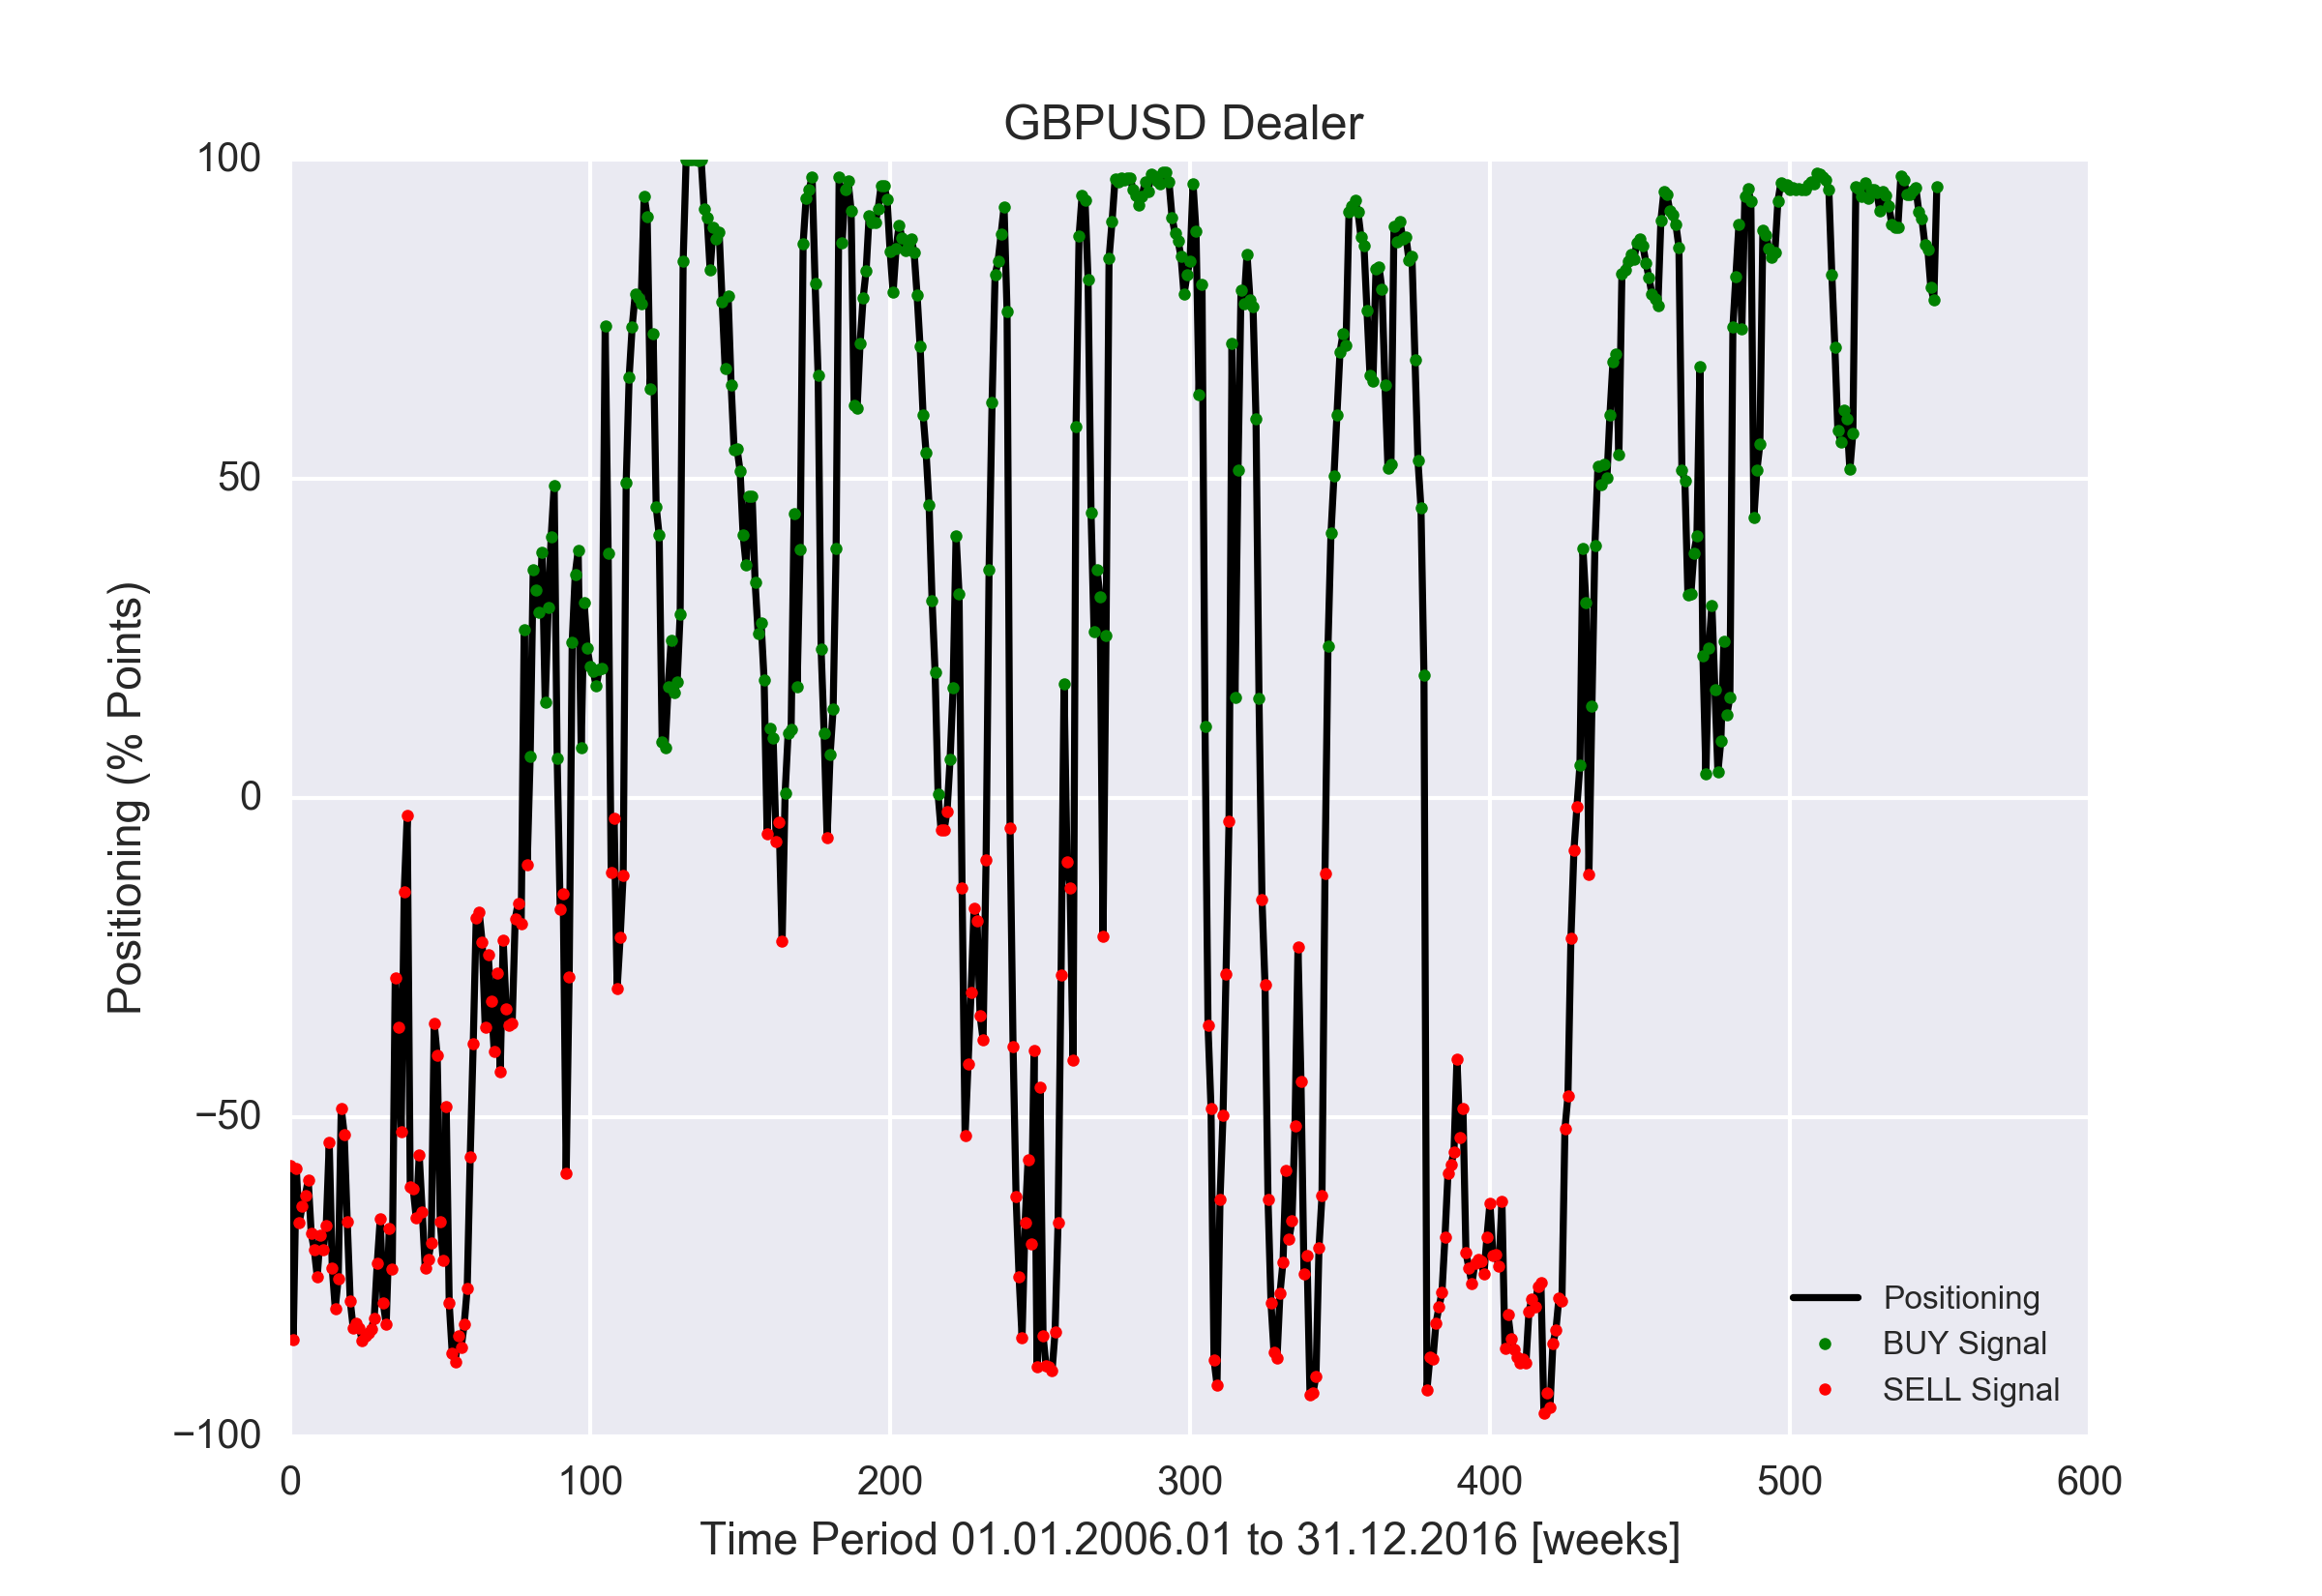 GBPUSD Dealer
100
50
0
−50
−100
Positioning (% Points)
0 100 200 300 400 500 600
Time Period 01.01.2006.01 to 31.12.2016 [weeks]
Positioning
BUY Signal
SELL Signal